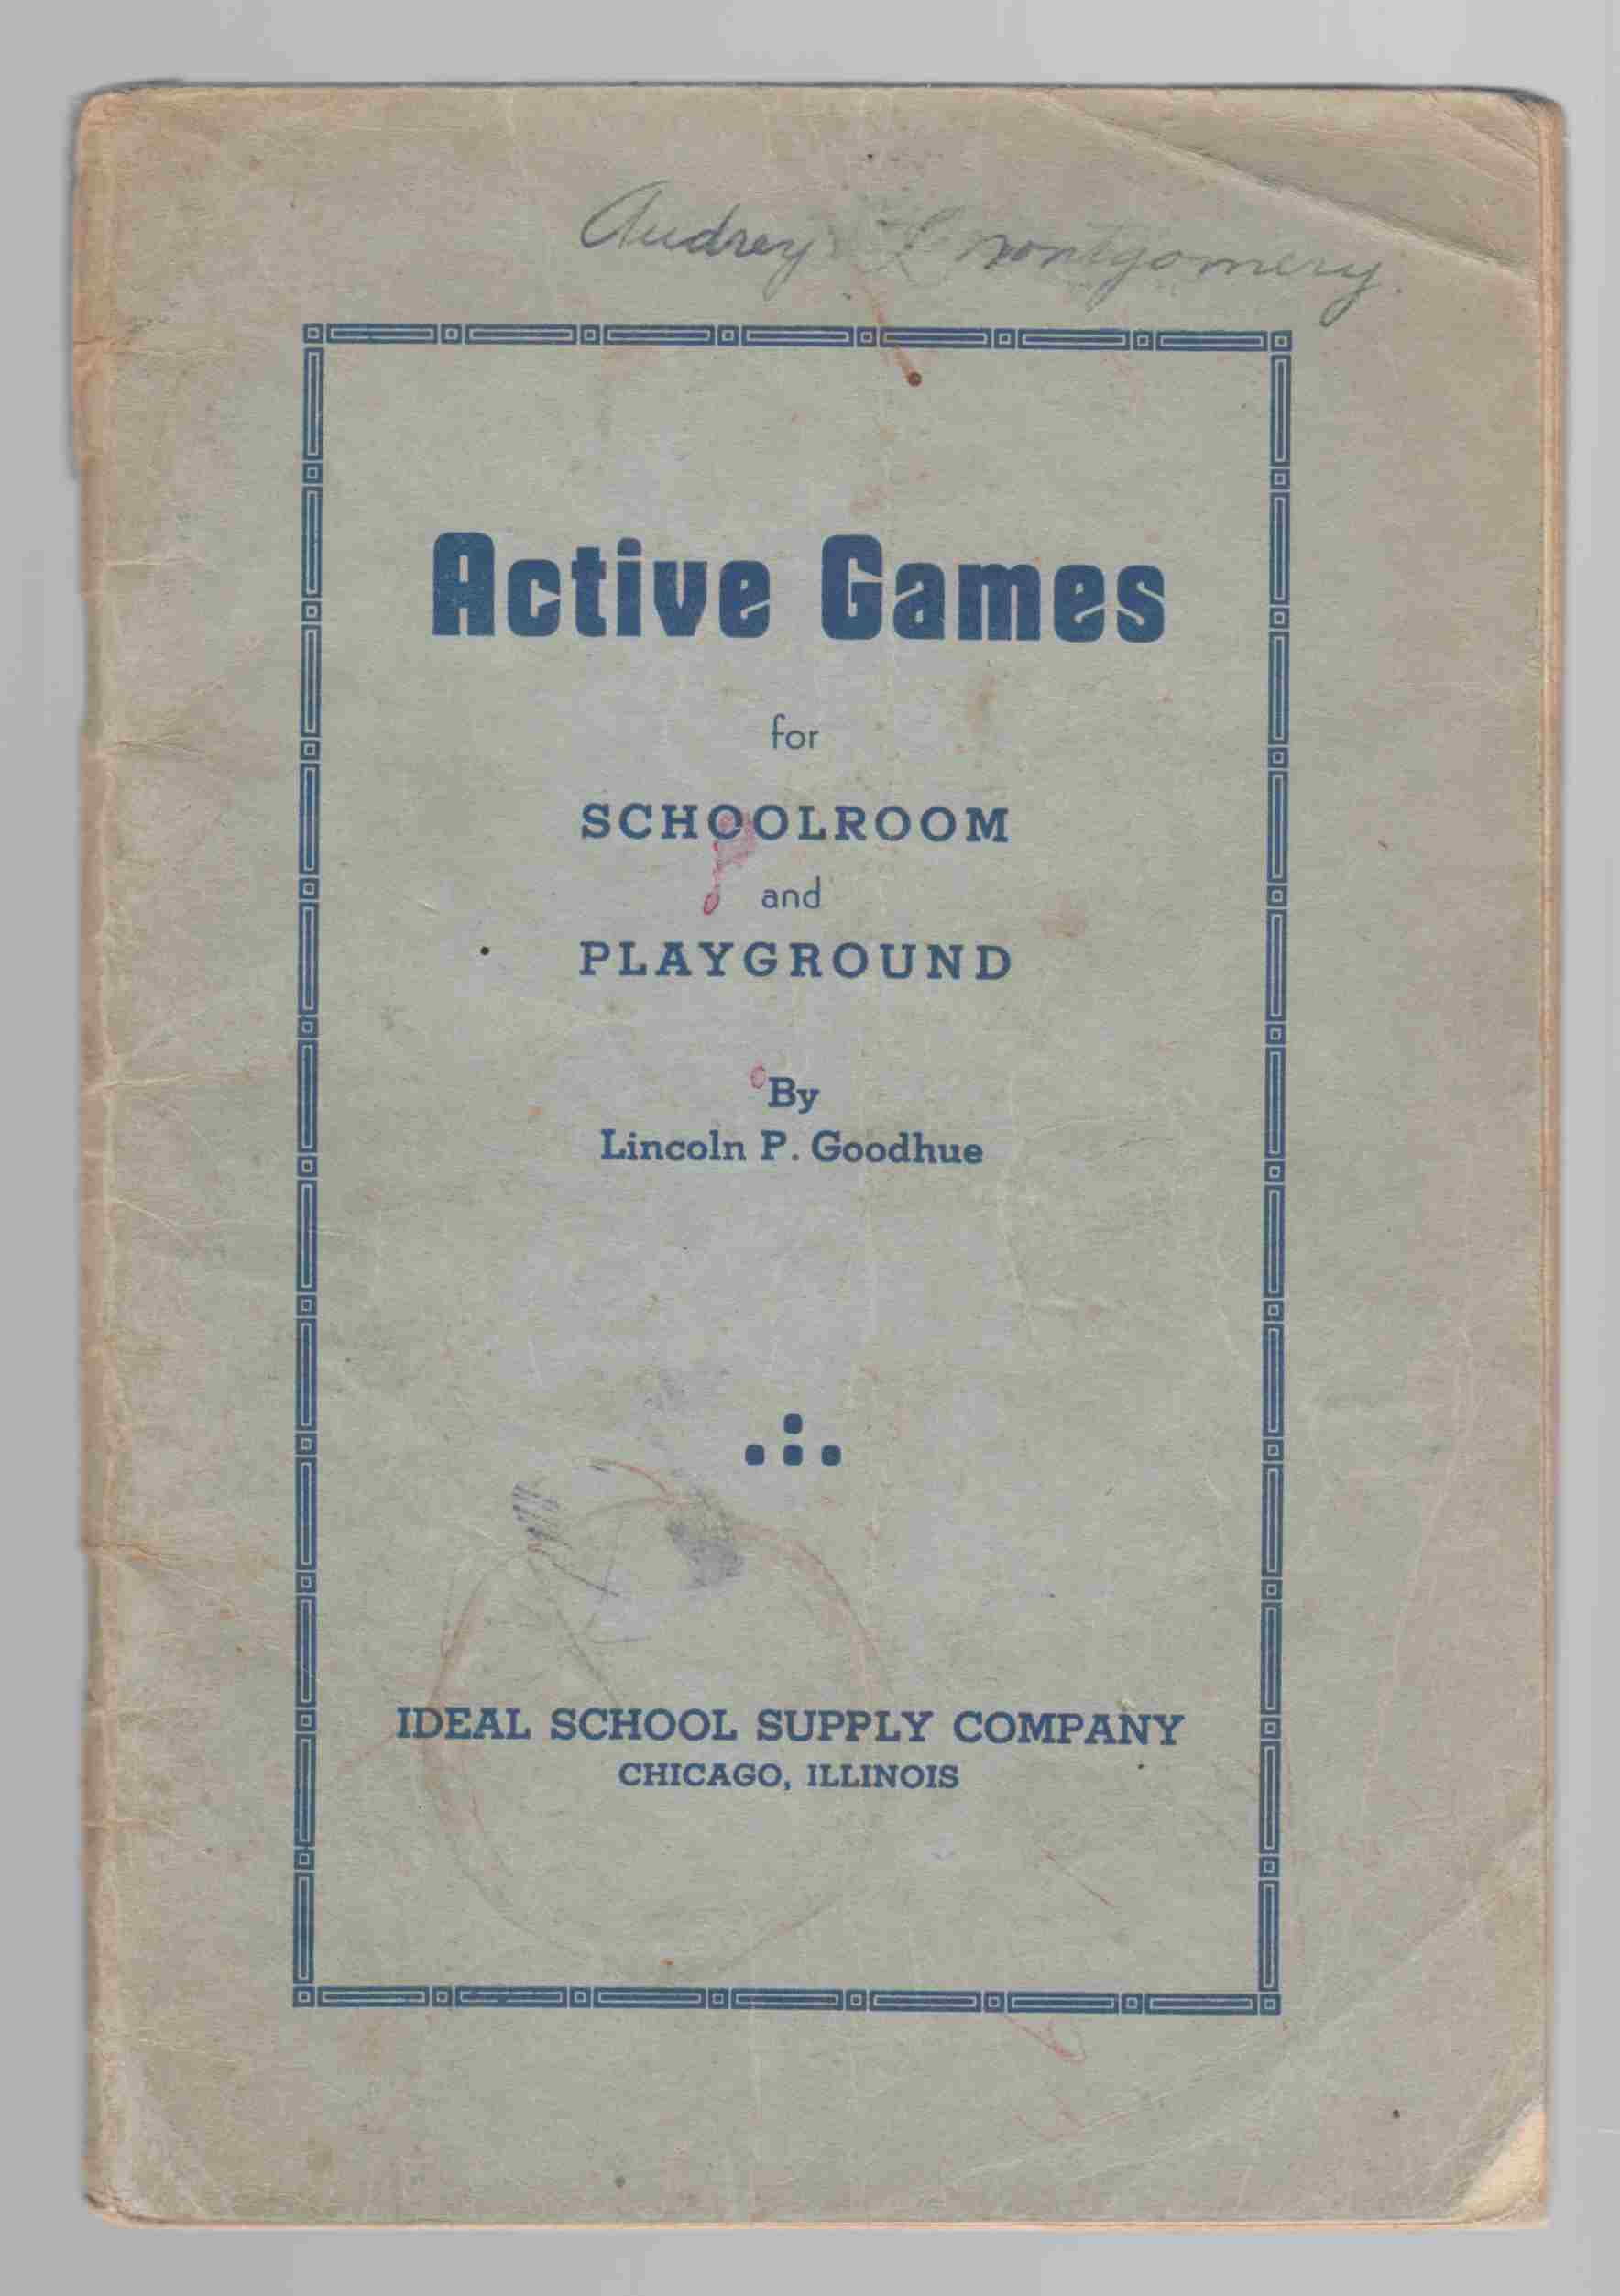 Audrey L Montgomery
Active Games
for
SCHOOLROOM
and
PLAYGROUND
By
Lincoln P. Goodhue
IDEAL SCHOOL SUPPLY COMPANY
CHICAGO, ILLINOIS